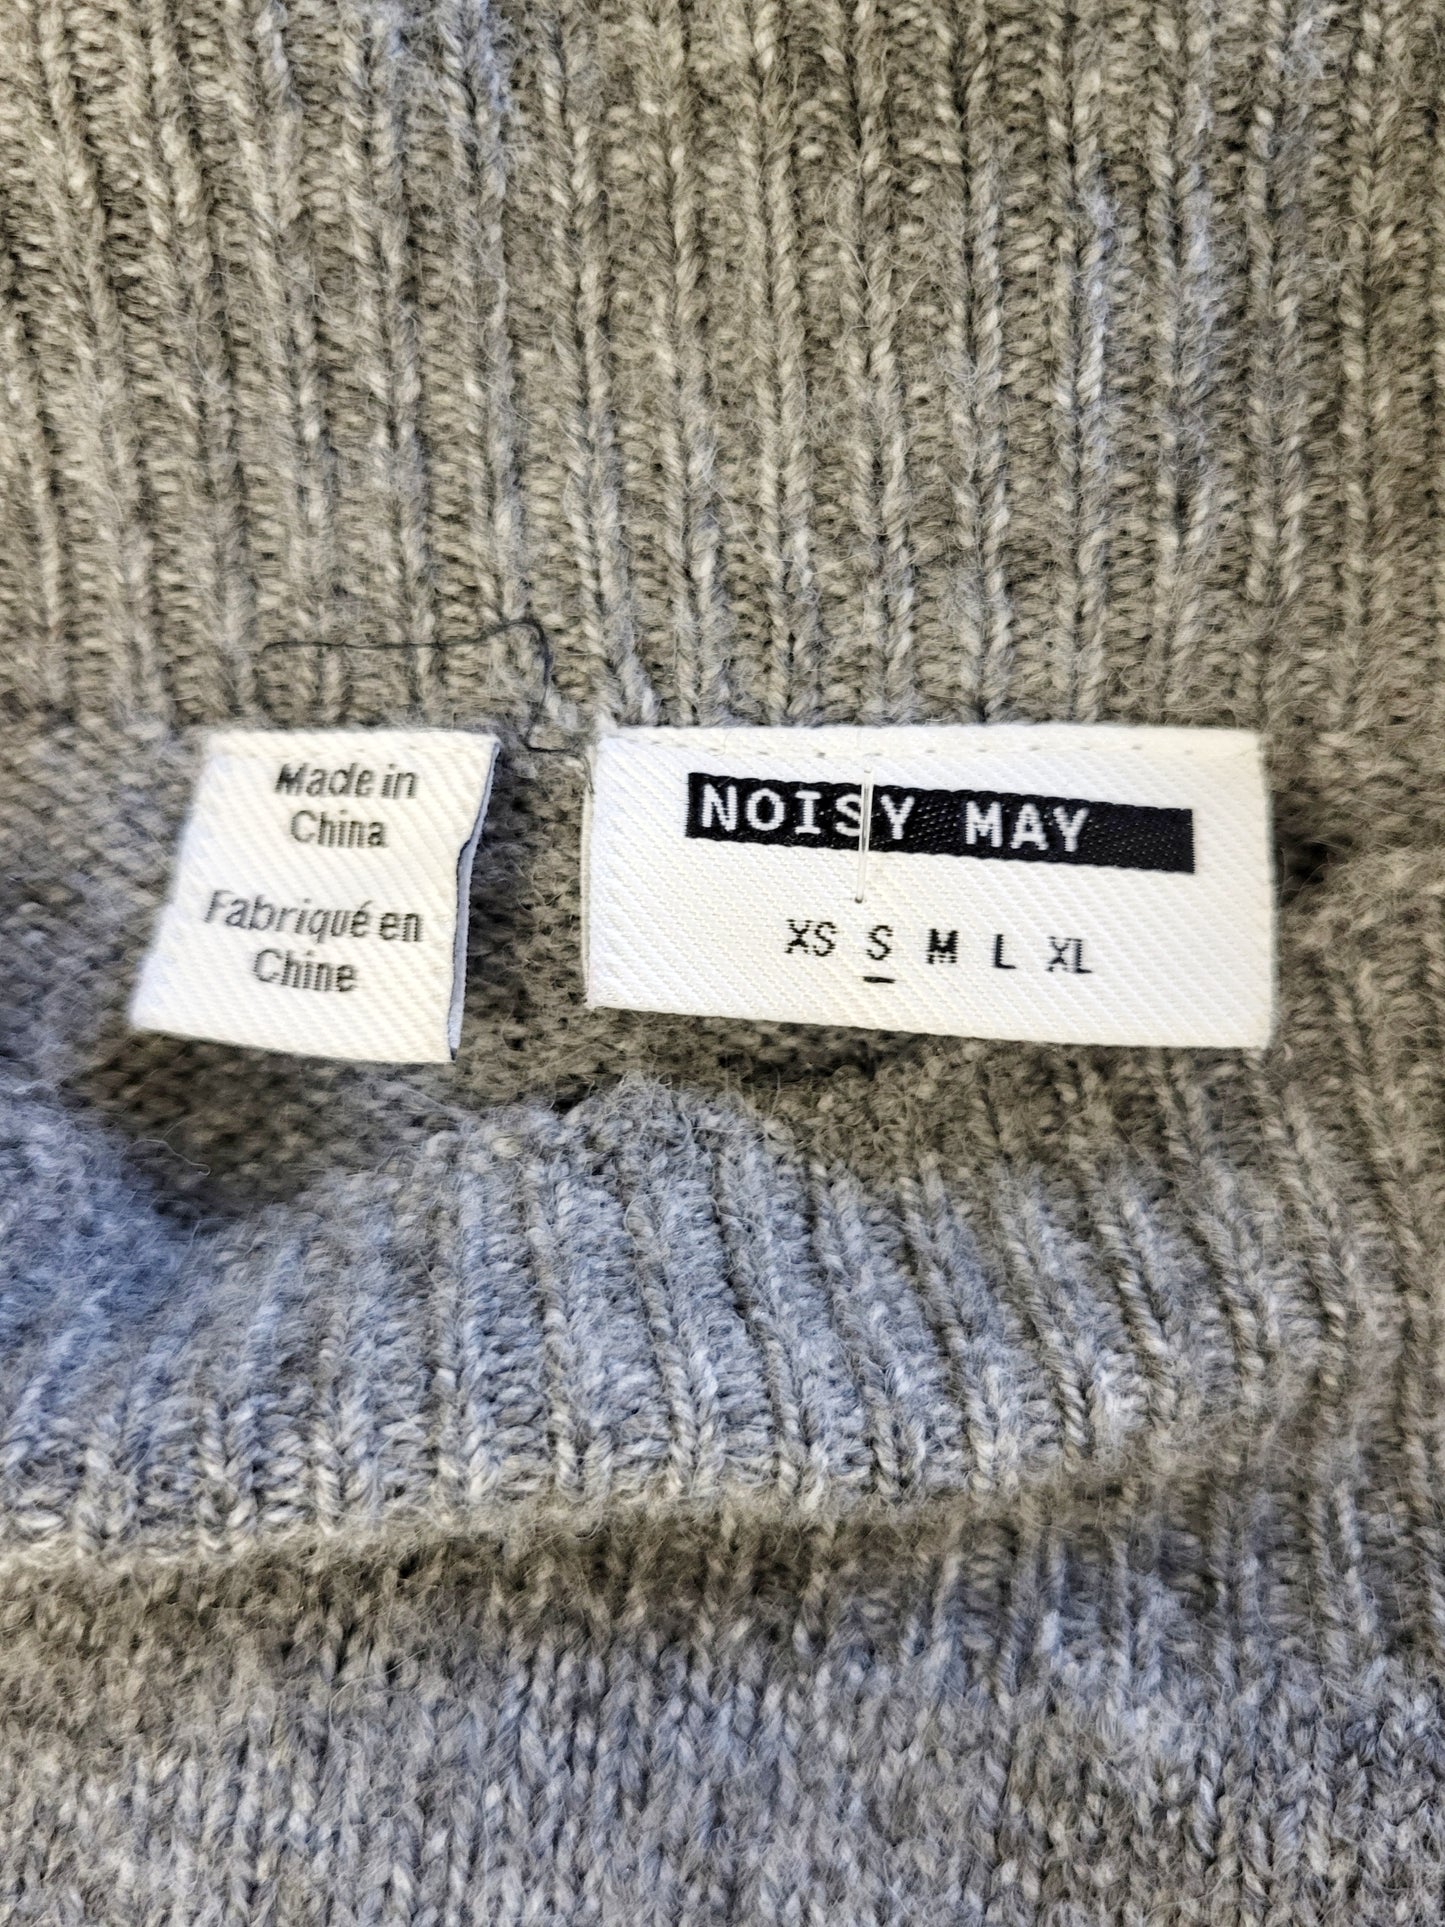 Made in
China
Fabriqué en
Chine
NOISY MAY
XS S M L XL